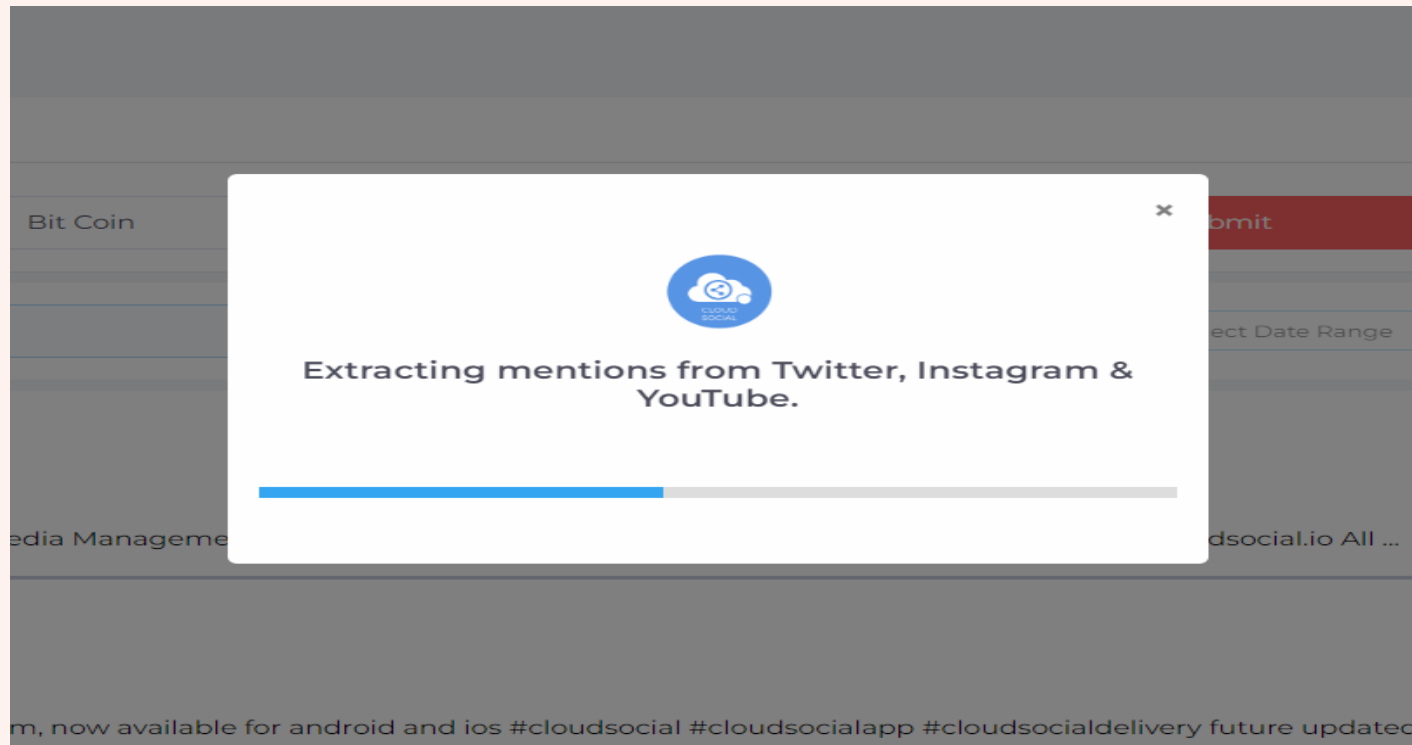 Bit Coin
bmit
CLOUD
SOCIAL
ect Date Range
Extracting mentions from Twitter, Instagram &
YouTube.
edia Manageme dsocial.io All ...
m, now available for android and ios #cloudsocial #cloudsocialapp #cloudsocialdelivery future updated